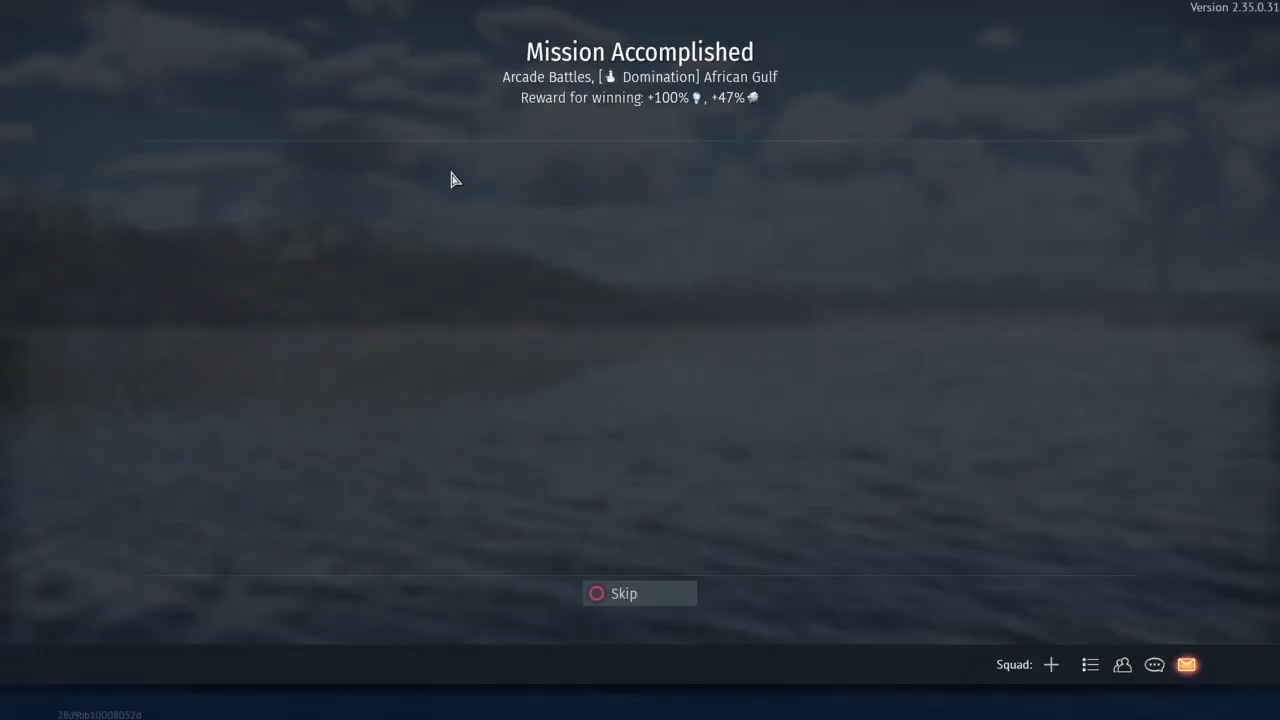 Version 2.35.0.31
Mission Accomplished
Arcade Battles, [Domination] African Gulf
Reward for winning: +100%, +47%
Skip
Squad:
28d9bb10008052d